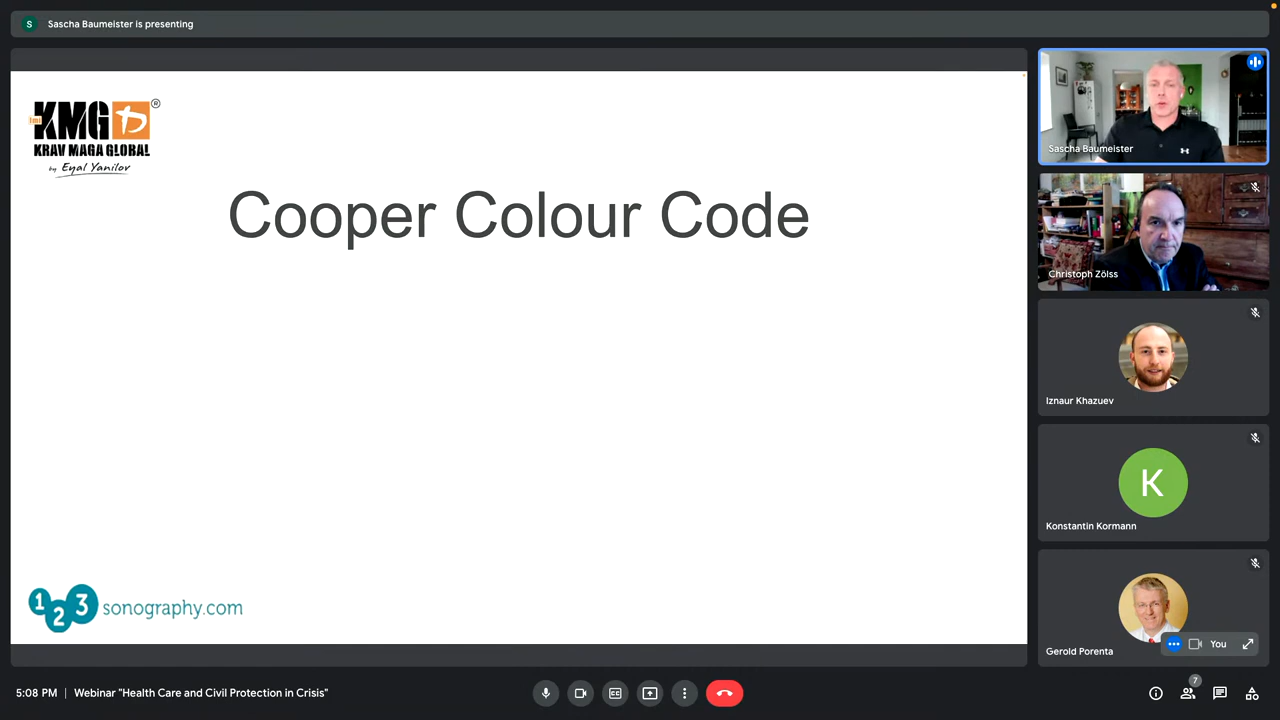 S
Sascha Baumeister is presenting
KMG
®
KRAV MAGA GLOBAL
by Eyal Yanilov
Cooper Colour Code
123 sonography.com
Sascha Baumeister
Christoph Zölss
Iznaur Khazuev
K
Konstantin Kormann
Gerold Porenta
You
5:08 PM | Webinar "Health Care and Civil Protection in Crisis"
CC
7